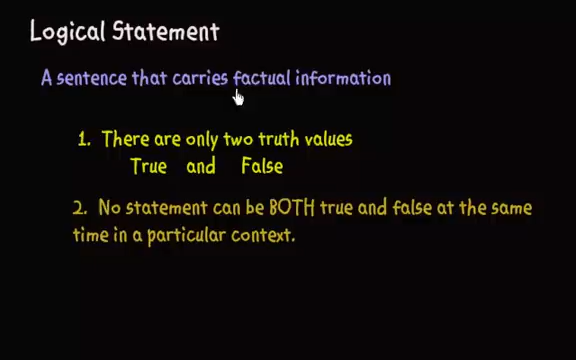 Logical Statement
A sentence that carries factual information
1. There are only two truth values
True and False
2. No statement can be BOTH true and false at the same
time in a particular context.